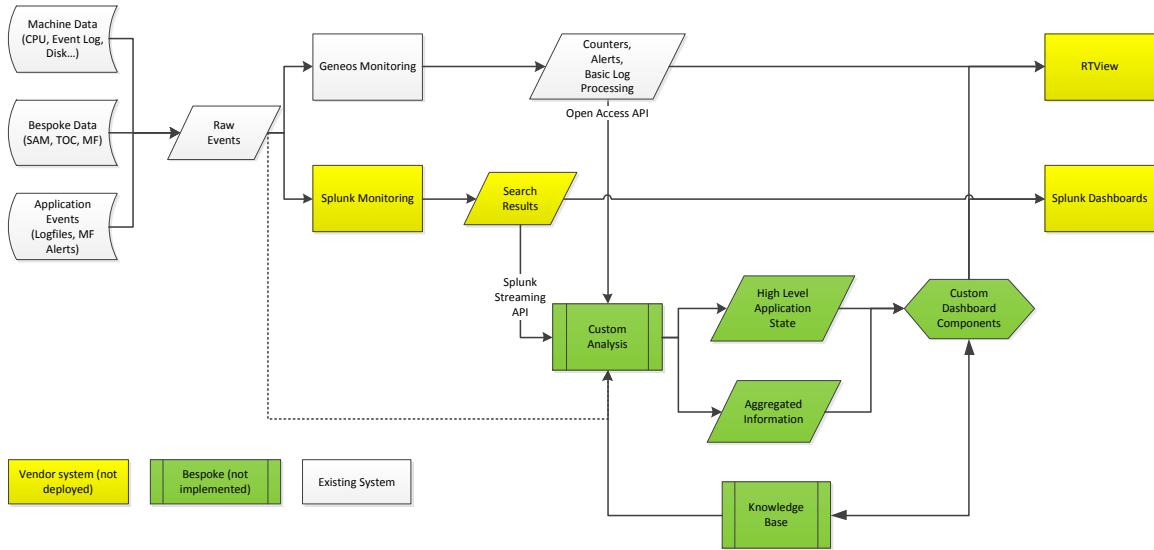 Machine Data
(CPU, Event Log,
Disk...)
Geneos Monitoring
Counters,
Alerts,
Basic Log
Processing
RTView
Open Access API
Bespoke Data
(SAM, TOC, MF)
Raw
Events
Application
Events
(Logfiles, MF
Alerts)
Splunk Monitoring
Search
Results
Splunk Dashboards
Splunk
Streaming
API
Custom
Analysis
High Level
Application
State
Custom
Dashboard
Components
Aggregated
Information
Vendor system (not
deployed)
Bespoke (not
implemented)
Existing System
Knowledge
Base